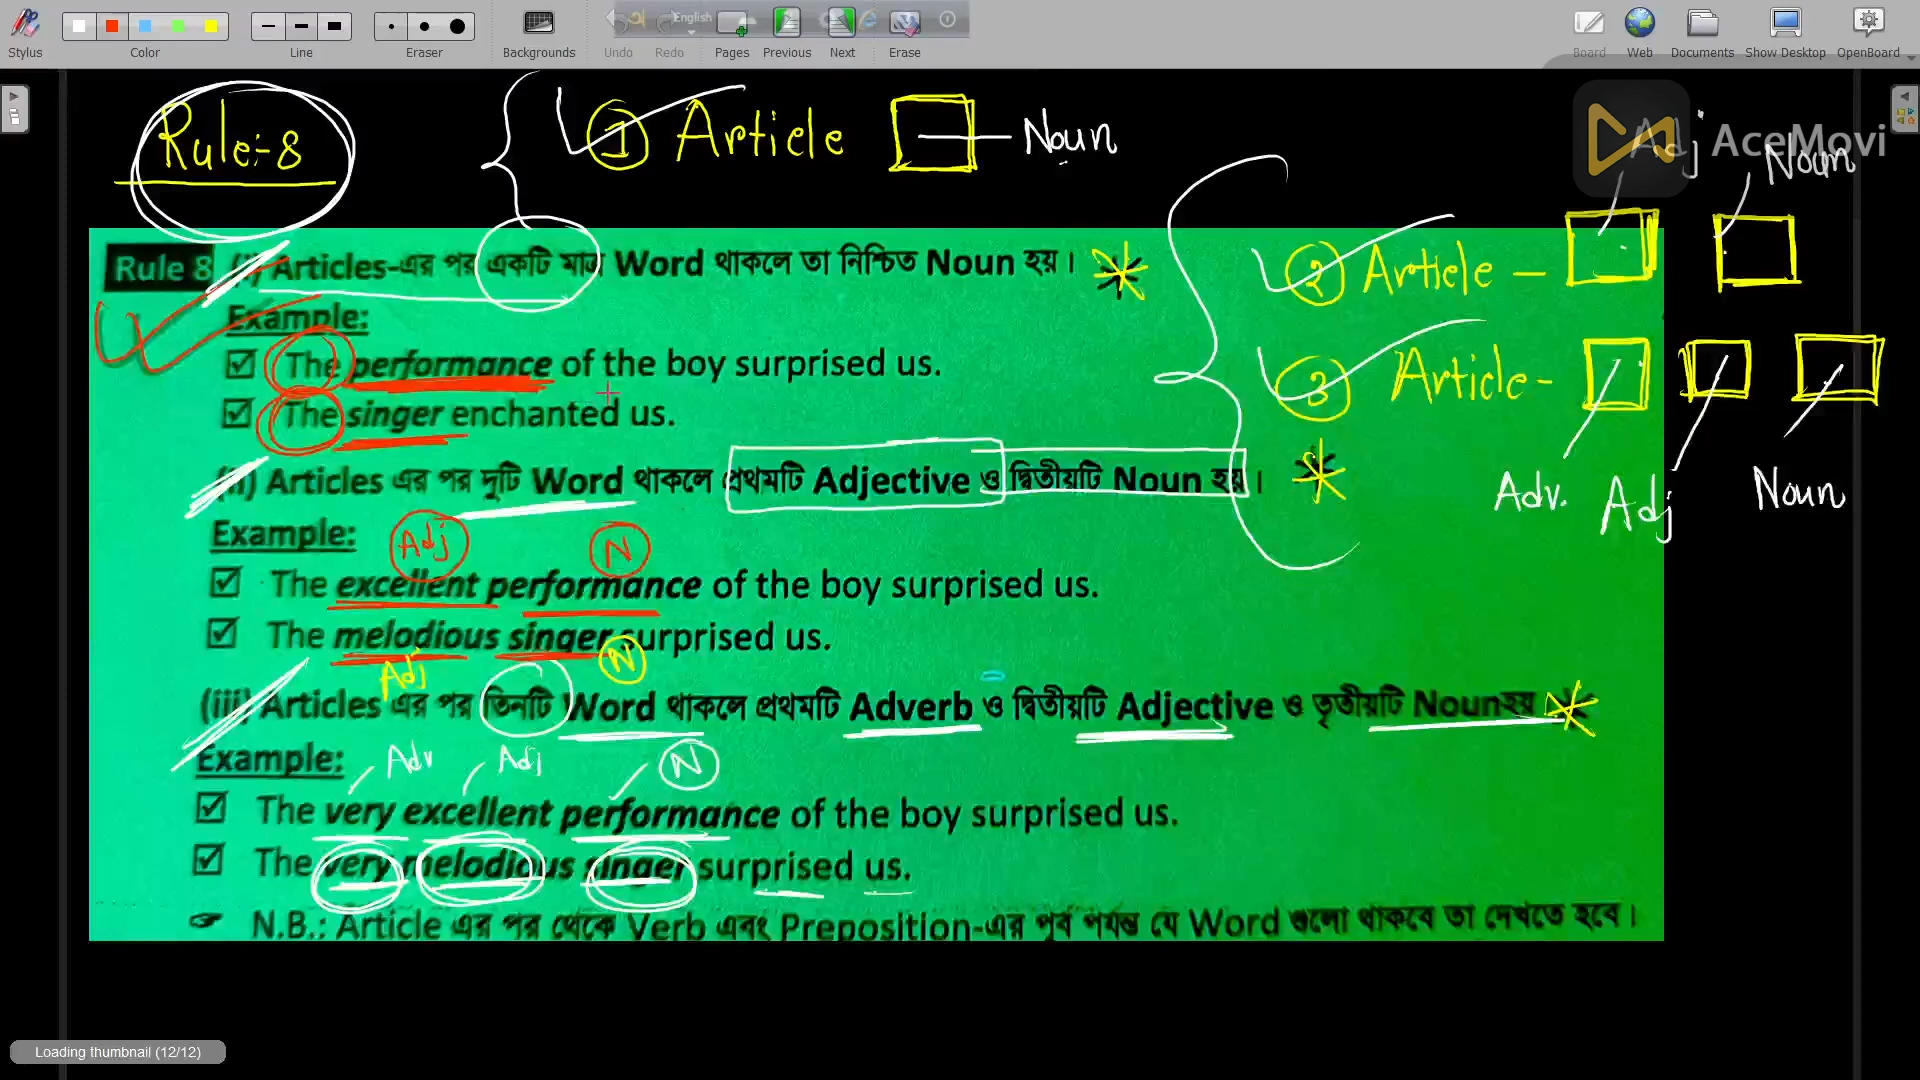 Stylus Color Line Eraser Backgrounds Undo Redo English Pages Previous Next Erase Board Web Documents Show Desktop OpenBoard
Rule:-8
① Article Noun
AceMovi
Adj Noun
② Article –
③ Article-
Adv. Adj Noun
Rule 8 (i) Articles-এর পর একটি মাত্র Word থাকলে তা নিশ্চিত Noun হয়।
Example:
☑ The performance of the boy surprised us.
☑ The singer enchanted us.
(ii) Articles এর পর দুটি Word থাকলে প্রথমটি Adjective ও দ্বিতীয়টি Noun হয়।
Example: Adj N
☑ The excellent performance of the boy surprised us.
☑ The melodious singer surprised us.
Adj N
(iii) Articles এর পর তিনটি Word থাকলে প্রথমটি Adverb ও দ্বিতীয়টি Adjective ও তৃতীয়টি Nounহয়
Example: Adv Adj N
☑ The very excellent performance of the boy surprised us.
☑ The very melodious singer surprised us.
☞ N.B.: Article এর পর থেকে Verb এবং Preposition-এর পূর্ব পর্যন্ত যে Word গুলো থাকবে তা দেখতে হবে।
Loading thumbnail (12/12)